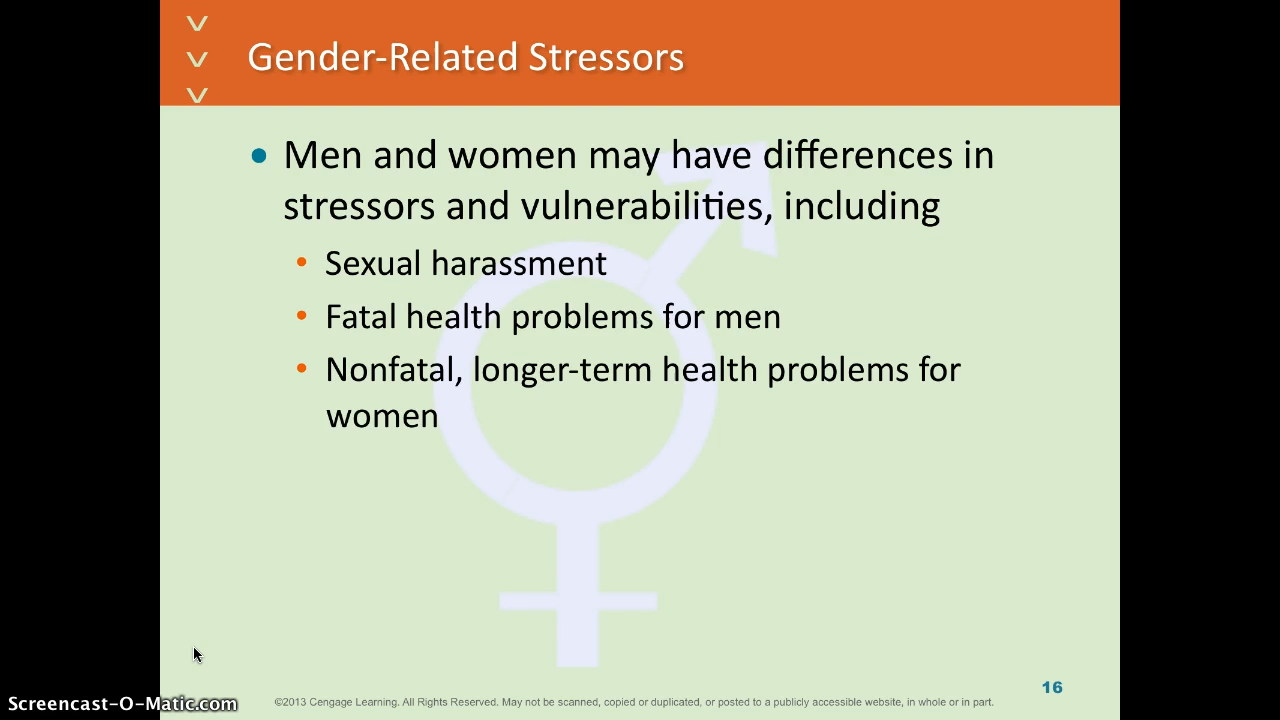 Gender-Related Stressors
• Men and women may have differences in
stressors and vulnerabilities, including
• Sexual harassment
• Fatal health problems for men
• Nonfatal, longer-term health problems for
women
16
©2013 Cengage Learning. All Rights Reserved. May not be scanned, copied or duplicated, or posted to a publicly accessible website, in whole or in part.
Screencast-O-Matic.com